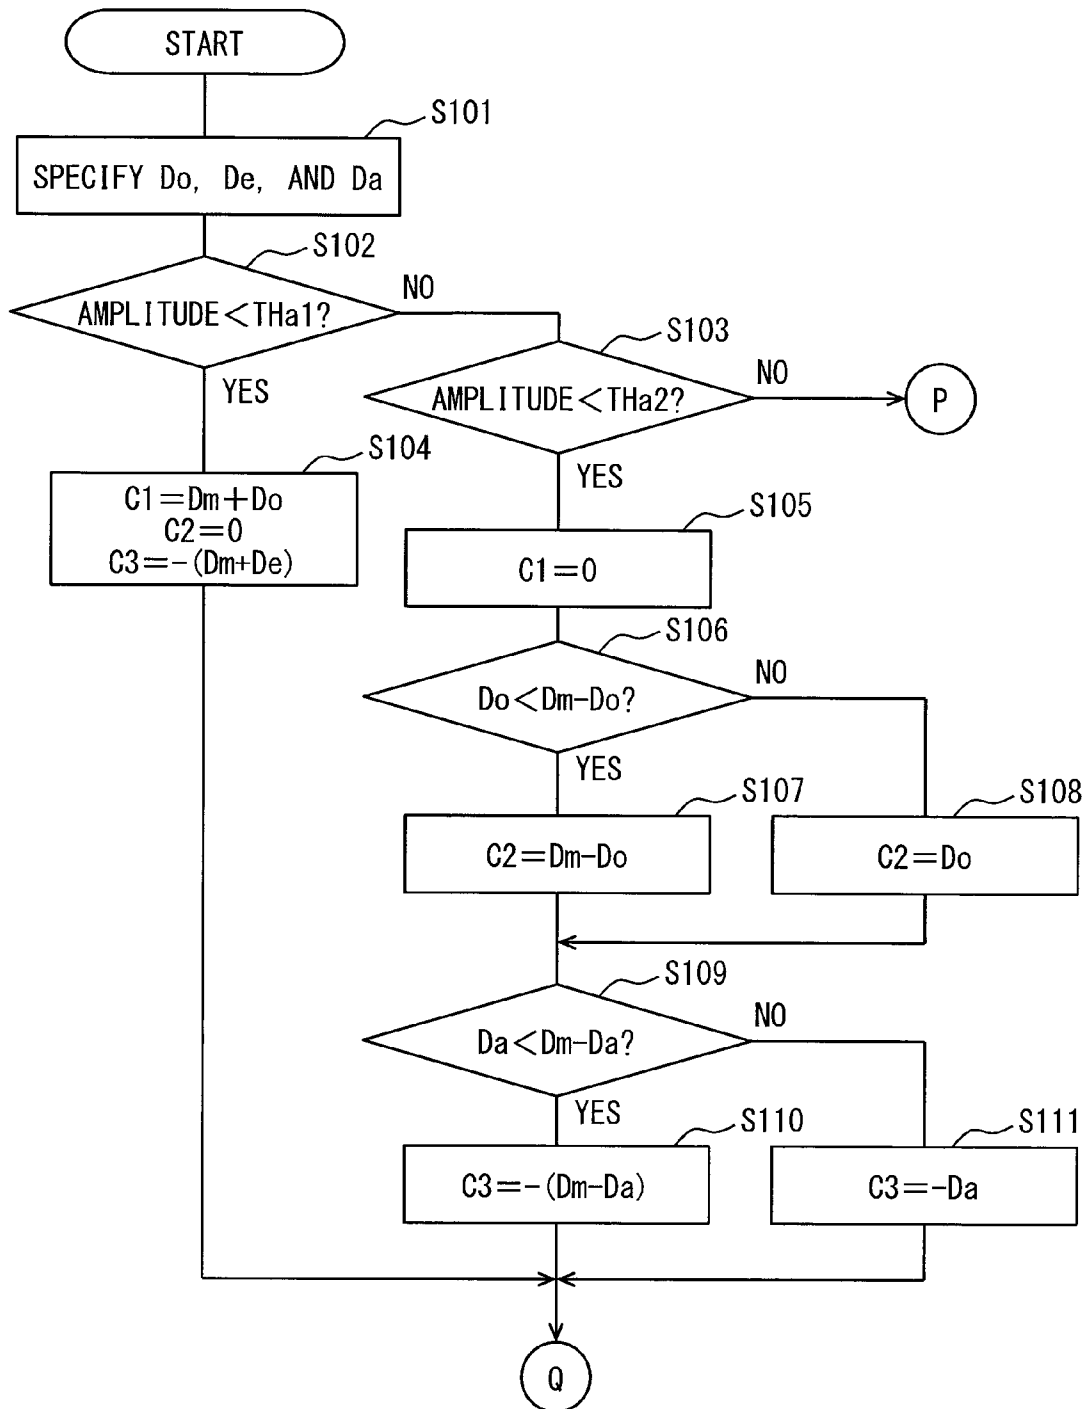 START
S101
SPECIFY Do, De, AND Da
S102
AMPLITUDE<THa1?
NO
YES
S103
AMPLITUDE<THa2?
NO
P
YES
S104
C1=Dm+Do
C2=0
C3=-(Dm+De)
S105
C1=0
S106
Do<Dm-Do?
NO
YES
S107
C2=Dm-Do
S108
C2=Do
S109
Da<Dm-Da?
NO
YES
S110
C3=-(Dm-Da)
S111
C3=-Da
Q